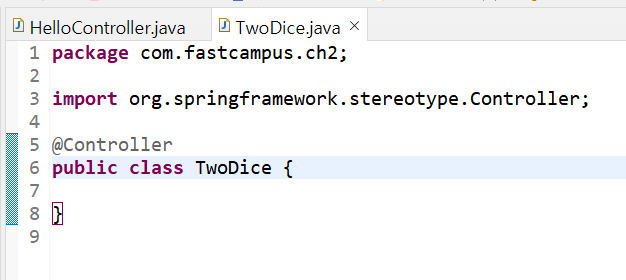 HelloController.java TwoDice.java
1 package com.fastcampus.ch2;
2
3 import org.springframework.stereotype.Controller;
4
5 @Controller
6 public class TwoDice {
7
8 }
9